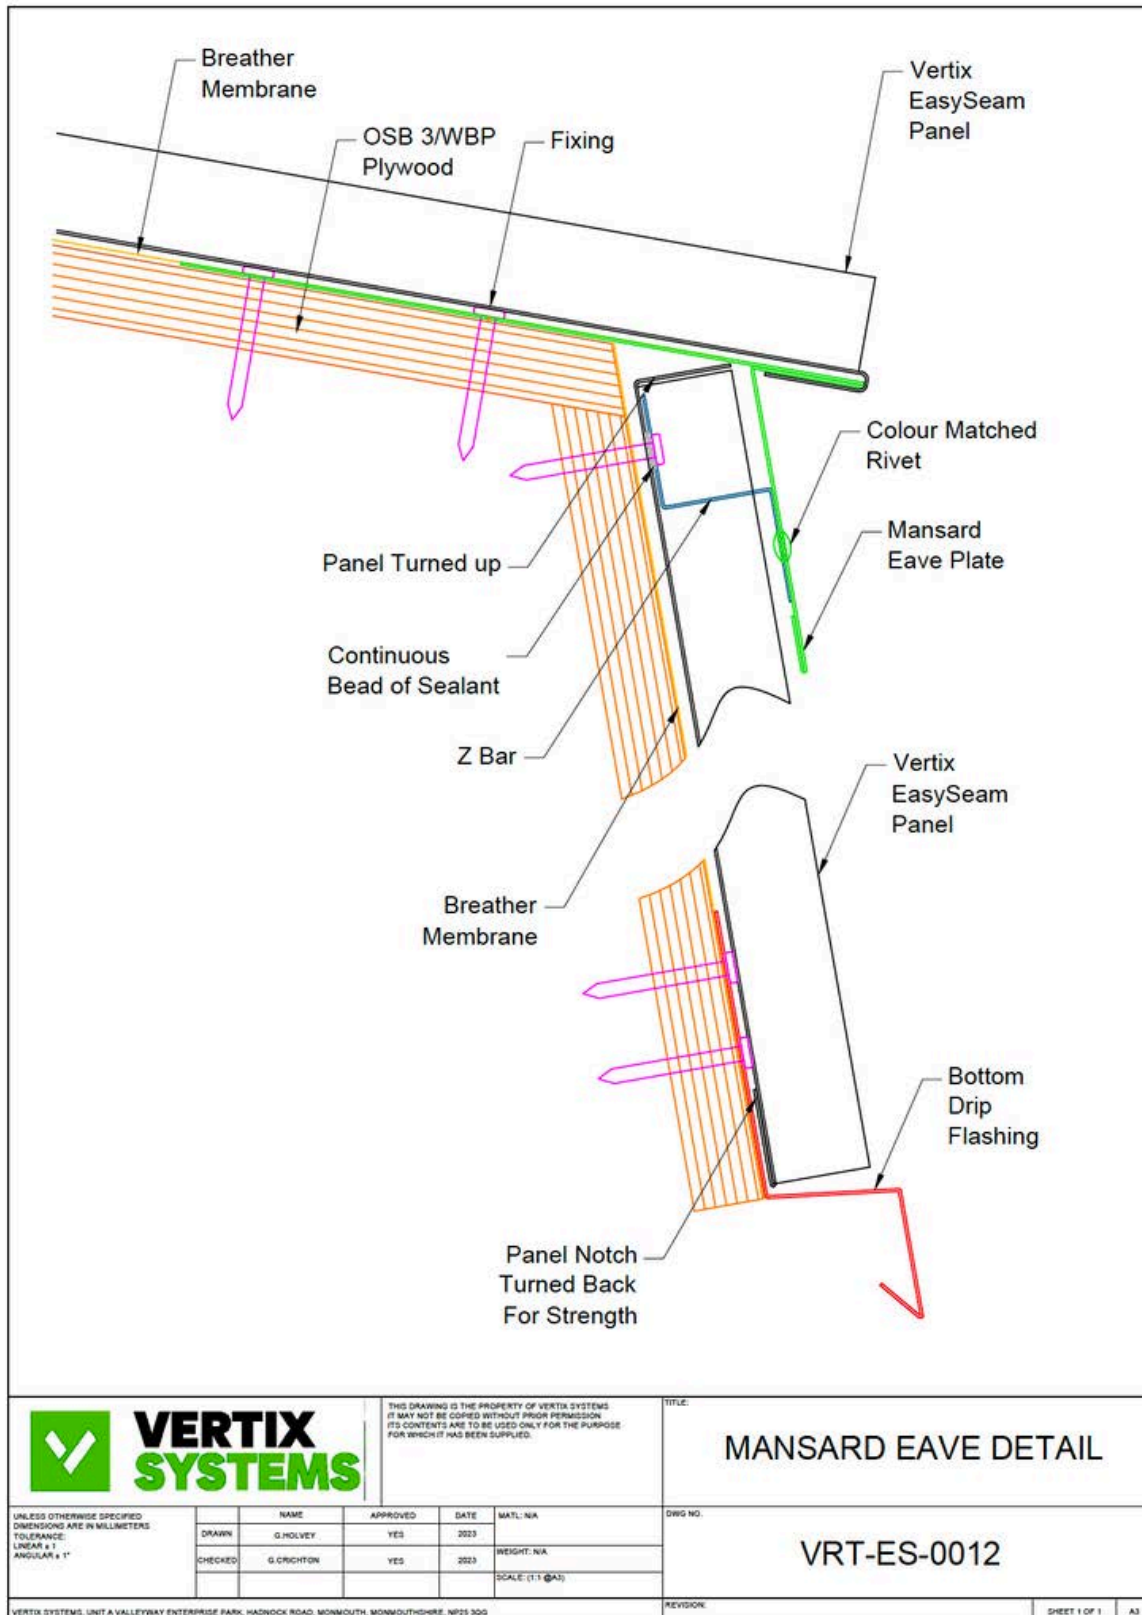 Breather
Membrane
OSB 3/WBP
Plywood
Fixing
Vertix
EasySeam
Panel
Colour Matched
Rivet
Mansard
Eave Plate
Panel Turned up
Continuous
Bead of Sealant
Z Bar
Vertix
EasySeam
Panel
Breather
Membrane
Bottom
Drip
Flashing
Panel Notch
Turned Back
For Strength
VERTIX
SYSTEMS
THIS DRAWING IS THE PROPERTY OF VERTIX SYSTEMS
IT MAY NOT BE COPIED WITHOUT PRIOR PERMISSION
ITS CONTENTS ARE TO BE USED ONLY FOR THE PURPOSE
FOR WHICH IT HAS BEEN SUPPLIED.
TITLE:
MANSARD EAVE DETAIL
UNLESS OTHERWISE SPECIFIED
DIMENSIONS ARE IN MILLIMETERS
TOLERANCE:
LINEAR ± 1
ANGULAR ± 1°
NAME APPROVED DATE
DRAWN G.HOLVEY YES 2023
CHECKED G.CRICHTON YES 2023
MATL: N/A
WEIGHT: N/A
SCALE: (1:1 @A3)
DWG NO.
VRT-ES-0012
VERTIX SYSTEMS, UNIT A VALLEYWAY ENTERPRISE PARK, HADNOCK ROAD, MONMOUTH, MONMOUTHSHIRE, NP25 3QG
REVISION:
SHEET 1 OF 1
A3